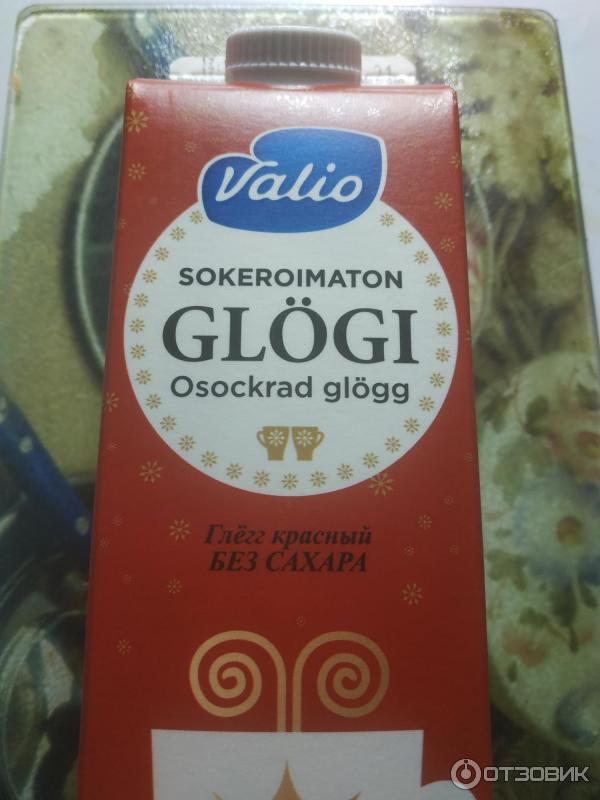 Valio
SOKEROIMATON
GLÖGI
Osockrad glögg
Глёгг красный
БЕЗ САХАРА
ОТЗОВИК